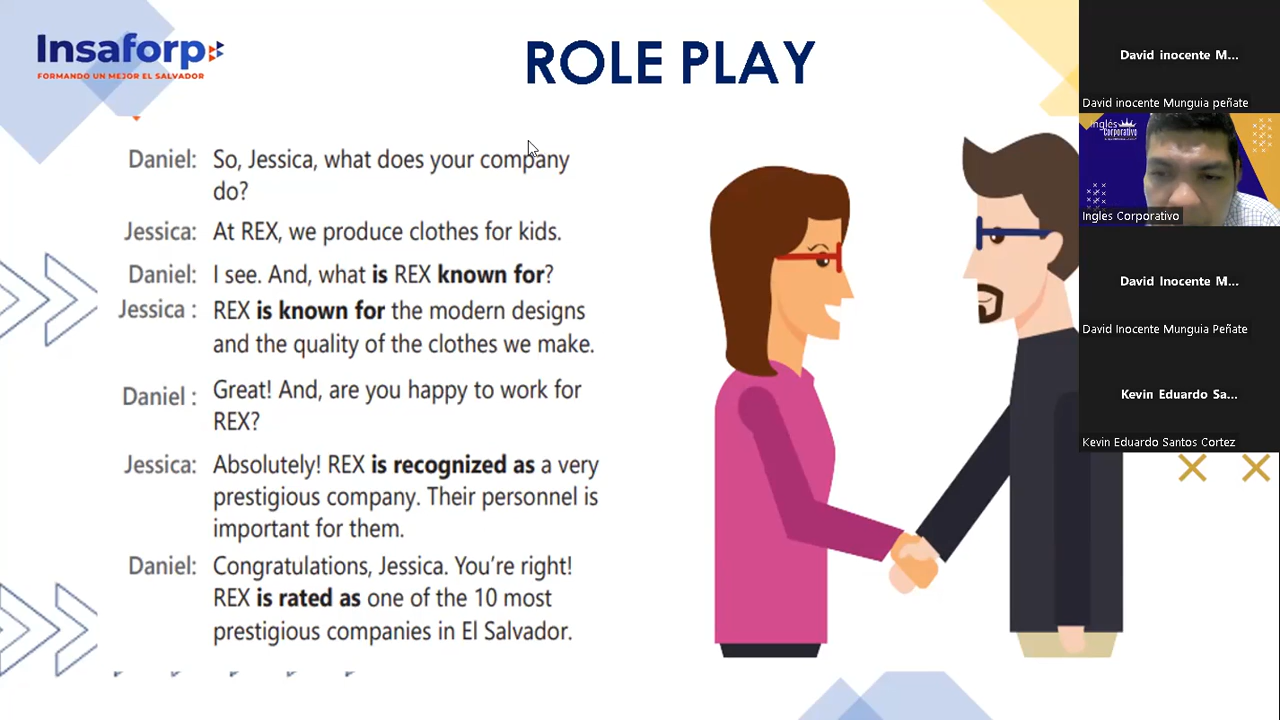 Insaforp
FORMANDO UN MEJOR EL SALVADOR
ROLE PLAY
Daniel: So, Jessica, what does your company
do?
Jessica: At REX, we produce clothes for kids.
Daniel: I see. And, what is REX known for?
Jessica : REX is known for the modern designs
and the quality of the clothes we make.
Daniel : Great! And, are you happy to work for
REX?
Jessica: Absolutely! REX is recognized as a very
prestigious company. Their personnel is
important for them.
Daniel: Congratulations, Jessica. You're right!
REX is rated as one of the 10 most
prestigious companies in El Salvador.
David inocente M...
David inocente Munguia peñate
Inglés
Corporativo
Ingles Corporativo
David Inocente M...
David Inocente Munguia Peñate
Kevin Eduardo Sa...
Kevin Eduardo Santos Cortez